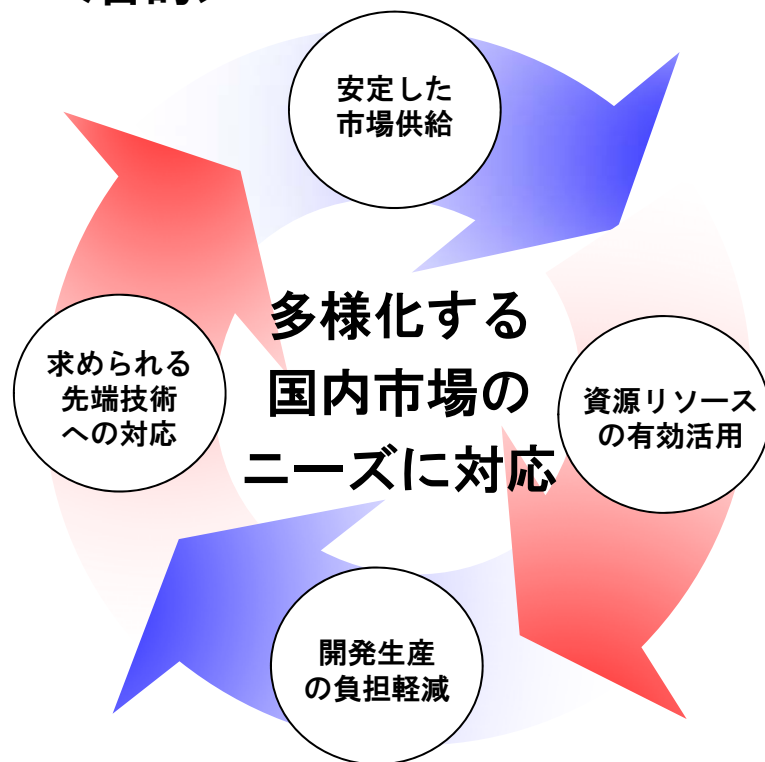 安定した
市場供給
多様化する
国内市場の
ニーズに対応
求められる
先端技術
への対応
資源リソース
の有効活用
開発生産
の負担軽減